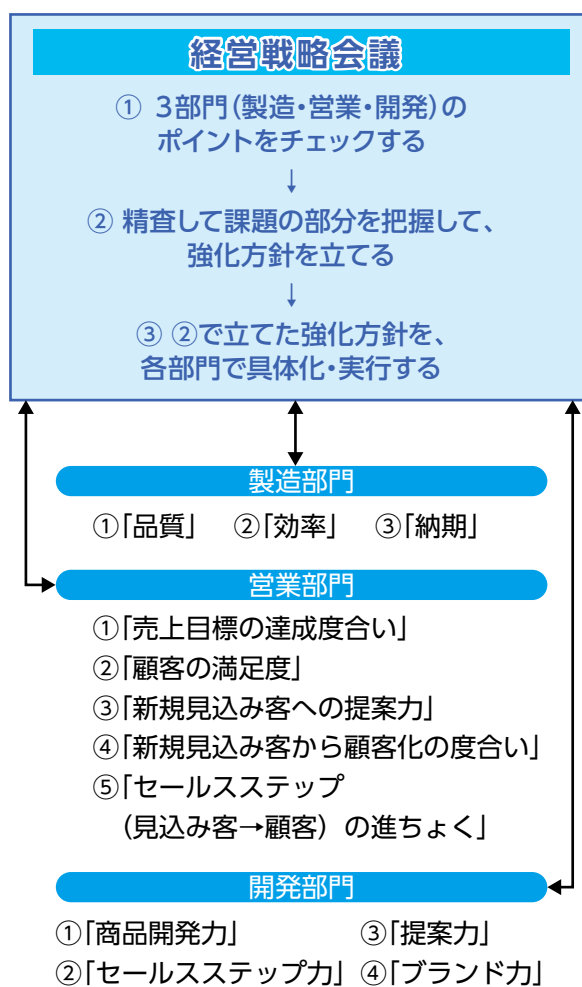 経営戦略会議
① 3部門(製造・営業・開発)の
ポイントをチェックする
↓
② 精査して課題の部分を把握して、
強化方針を立てる
↓
③ ②で立てた強化方針を、
各部門で具体化・実行する
製造部門
①「品質」 ②「効率」 ③「納期」
営業部門
①「売上目標の達成度合い」
②「顧客の満足度」
③「新規見込み客への提案力」
④「新規見込み客から顧客化の度合い」
⑤「セールスステップ
(見込み客→顧客)の進ちょく」
開発部門
①「商品開発力」 ③「提案力」
②「セールスステップ力」 ④「ブランド力」